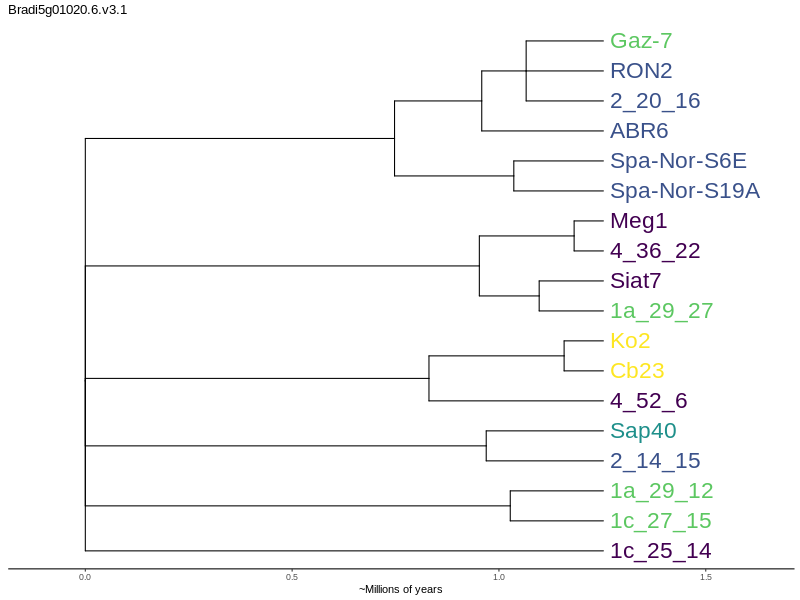 Bradi5g01020.6.v3.1
Gaz-7
RON2
2_20_16
ABR6
Spa-Nor-S6E
Spa-Nor-S19A
Meg1
4_36_22
Siat7
1a_29_27
Ko2
Cb23
4_52_6
Sap40
2_14_15
1a_29_12
1c_27_15
1c_25_14
0.0 0.5 1.0 1.5
~Millions of years